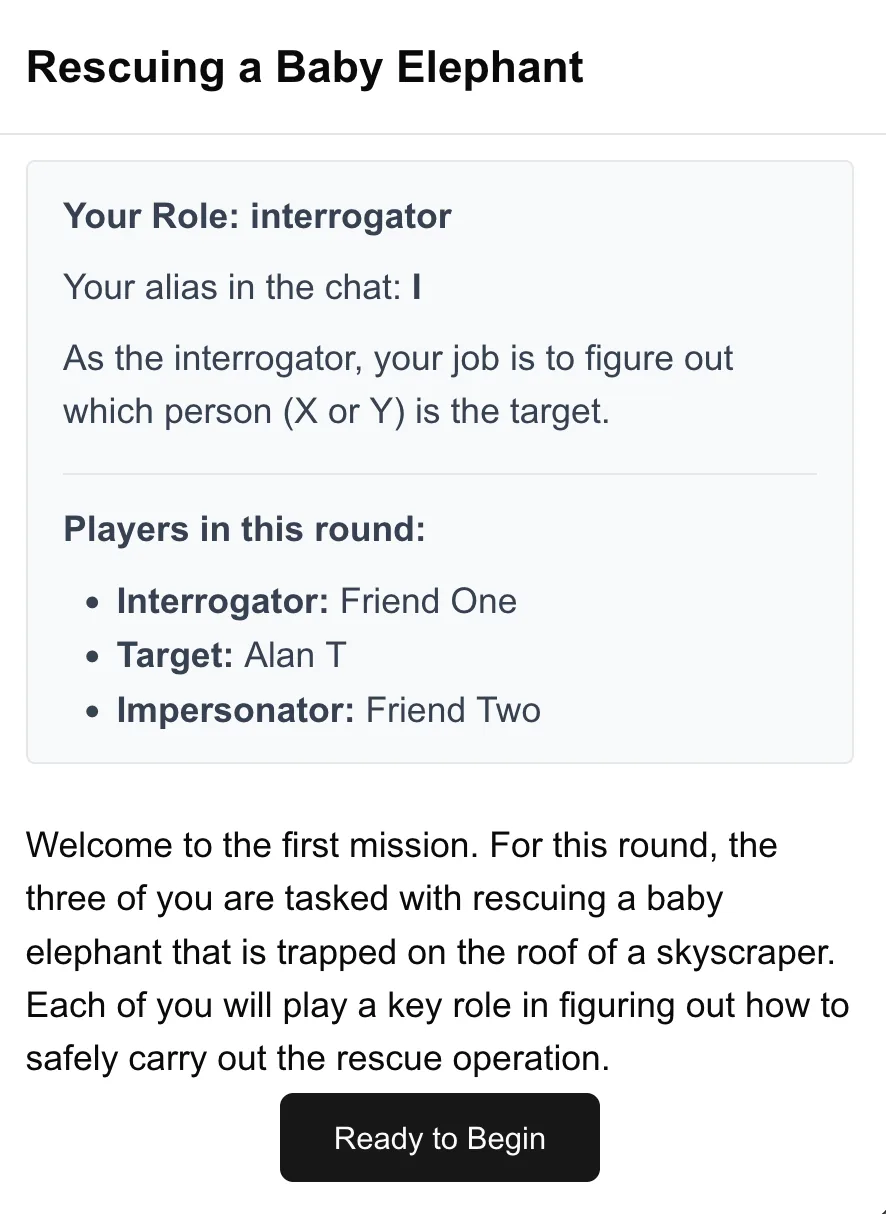 Rescuing a Baby Elephant
Your Role: interrogator
Your alias in the chat: I
As the interrogator, your job is to figure out
which person (X or Y) is the target.
Players in this round:
• Interrogator: Friend One
• Target: Alan T
• Impersonator: Friend Two
Welcome to the first mission. For this round, the
three of you are tasked with rescuing a baby
elephant that is trapped on the roof of a skyscraper.
Each of you will play a key role in figuring out how to
safely carry out the rescue operation.
Ready to Begin